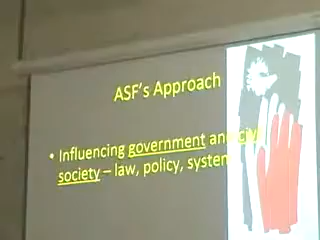 ASF's Approach
• Influencing government and civil
society – law, policy, system